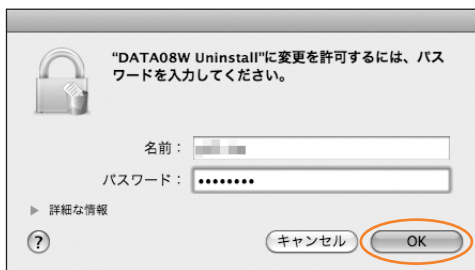 "DATA08W Uninstall"に変更を許可するには、パス
ワードを入力してください。
名前：
パスワード： ••••••••
▶ 詳細な情報
? キャンセル OK